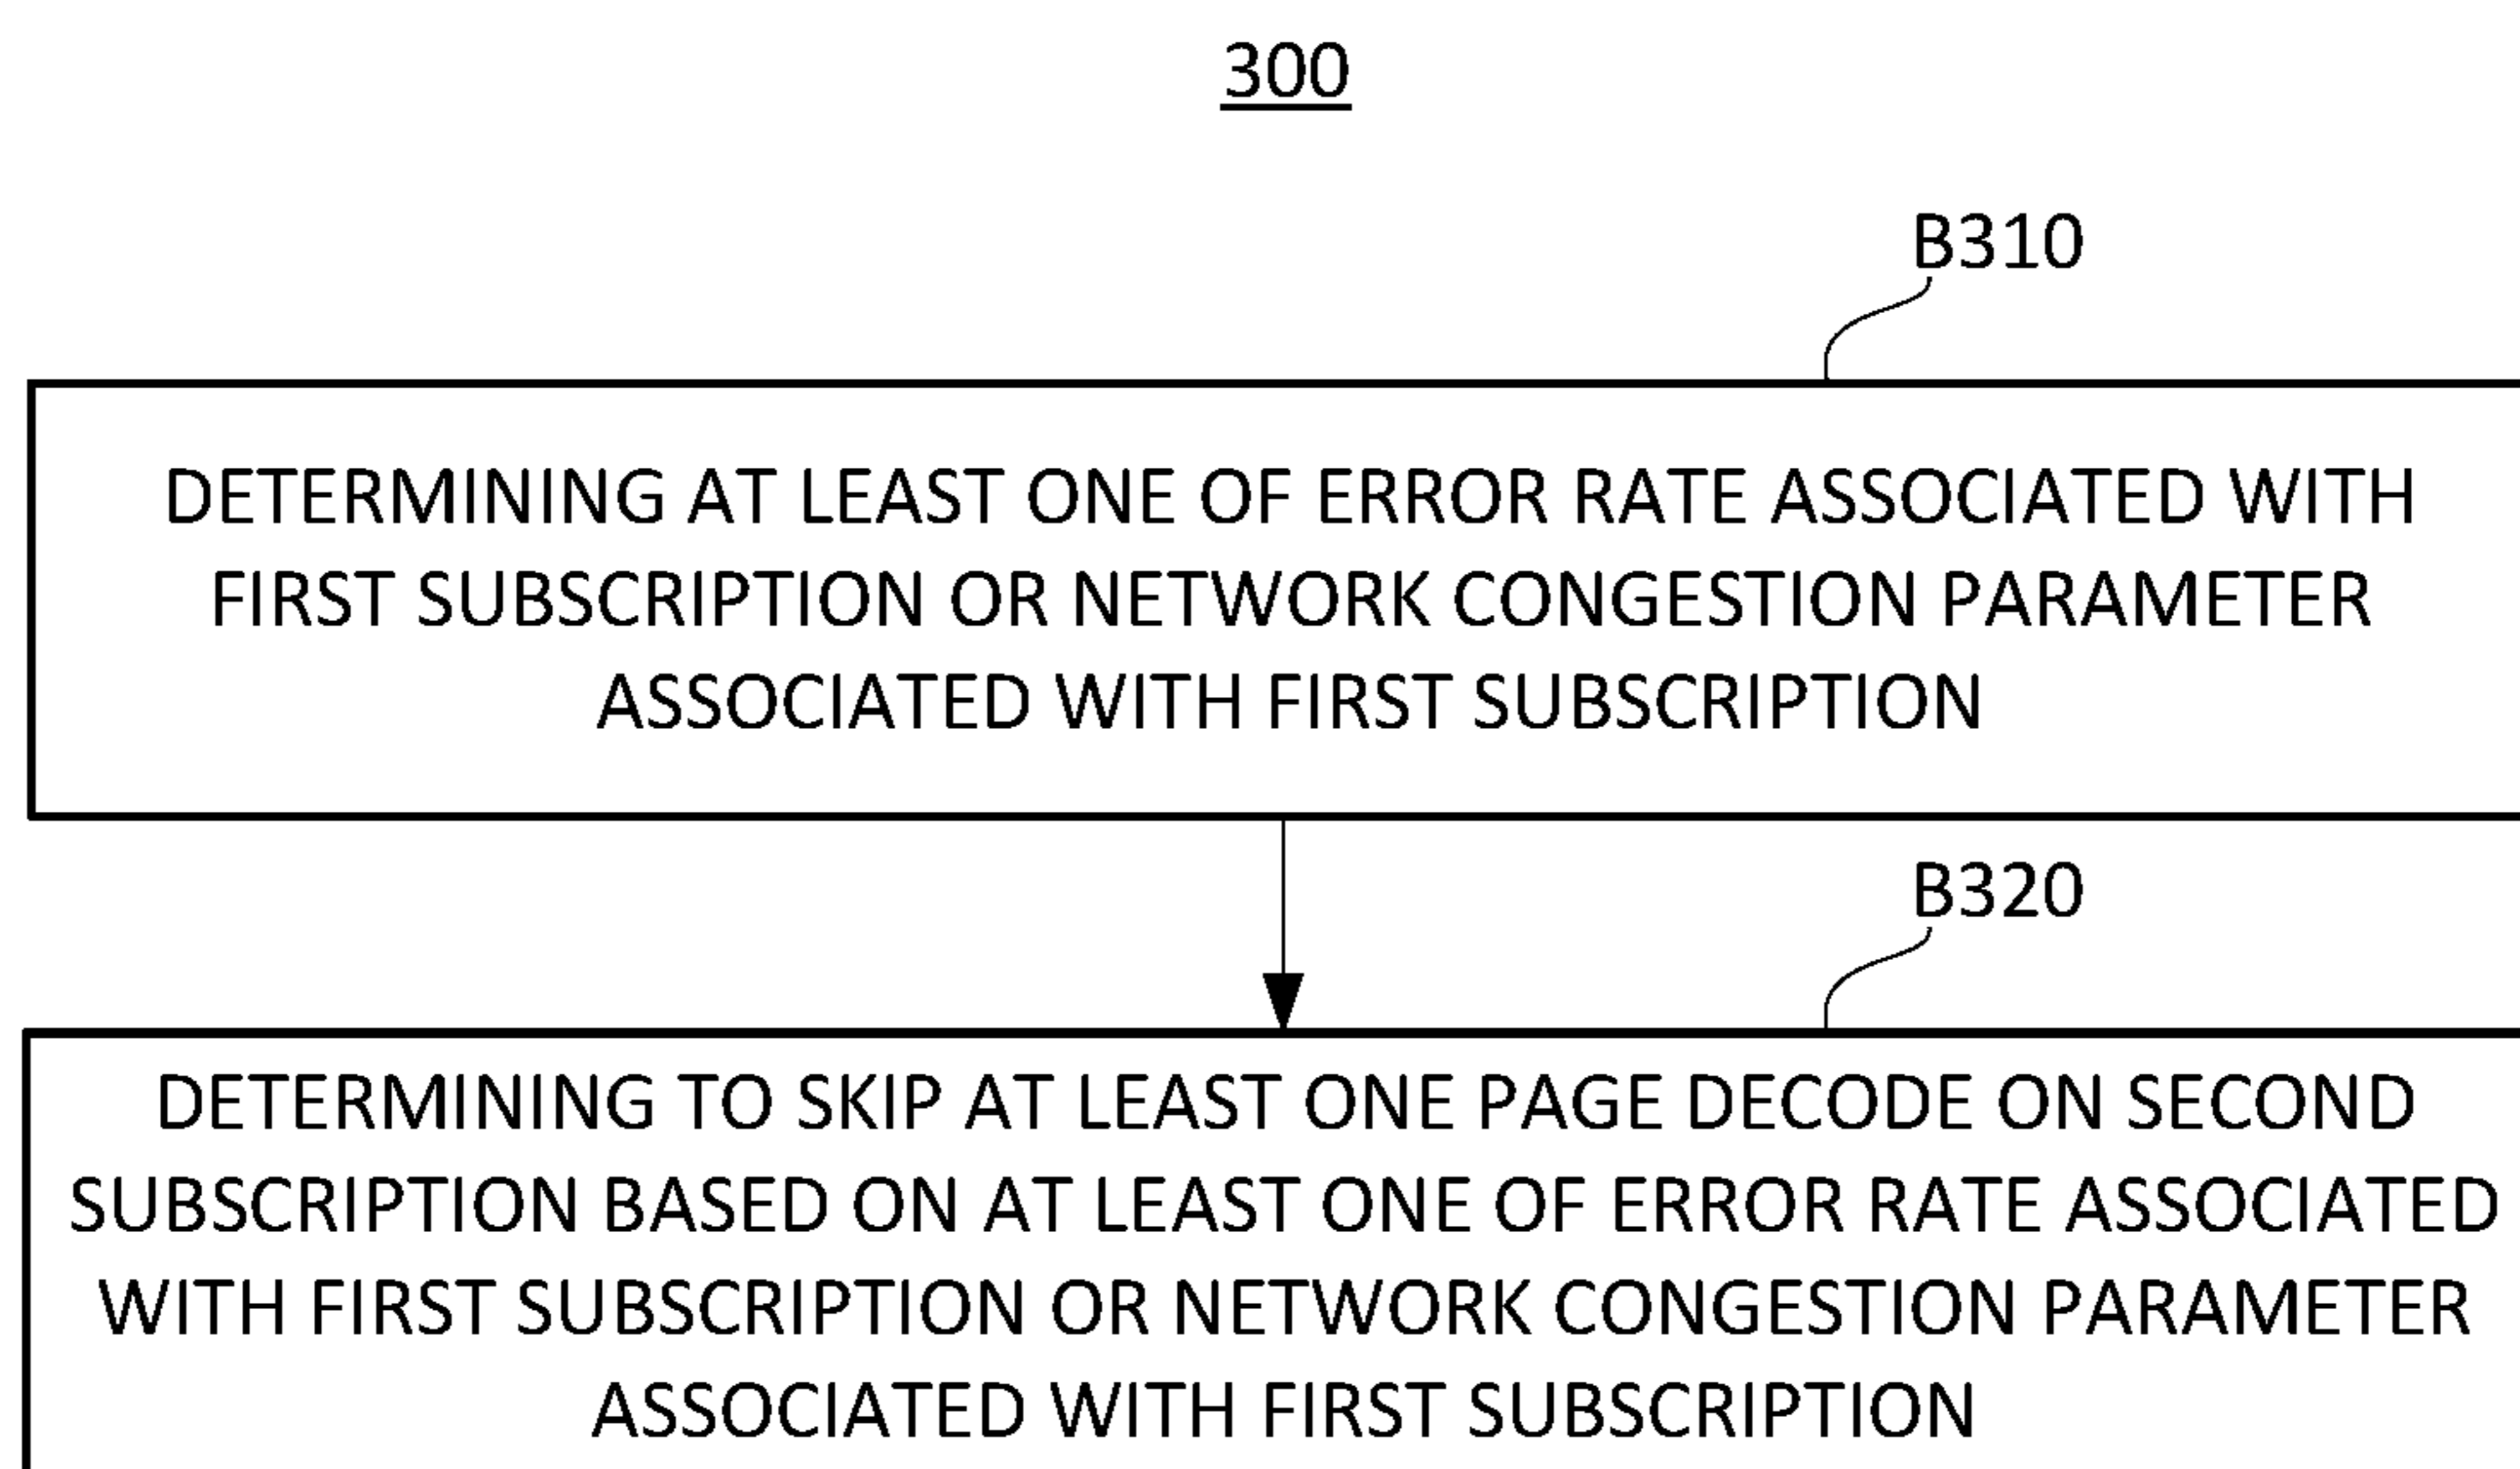 300
B310
DETERMINING AT LEAST ONE OF ERROR RATE ASSOCIATED WITH
FIRST SUBSCRIPTION OR NETWORK CONGESTION PARAMETER
ASSOCIATED WITH FIRST SUBSCRIPTION
B320
DETERMINING TO SKIP AT LEAST ONE PAGE DECODE ON SECOND
SUBSCRIPTION BASED ON AT LEAST ONE OF ERROR RATE ASSOCIATED
WITH FIRST SUBSCRIPTION OR NETWORK CONGESTION PARAMETER
ASSOCIATED WITH FIRST SUBSCRIPTION